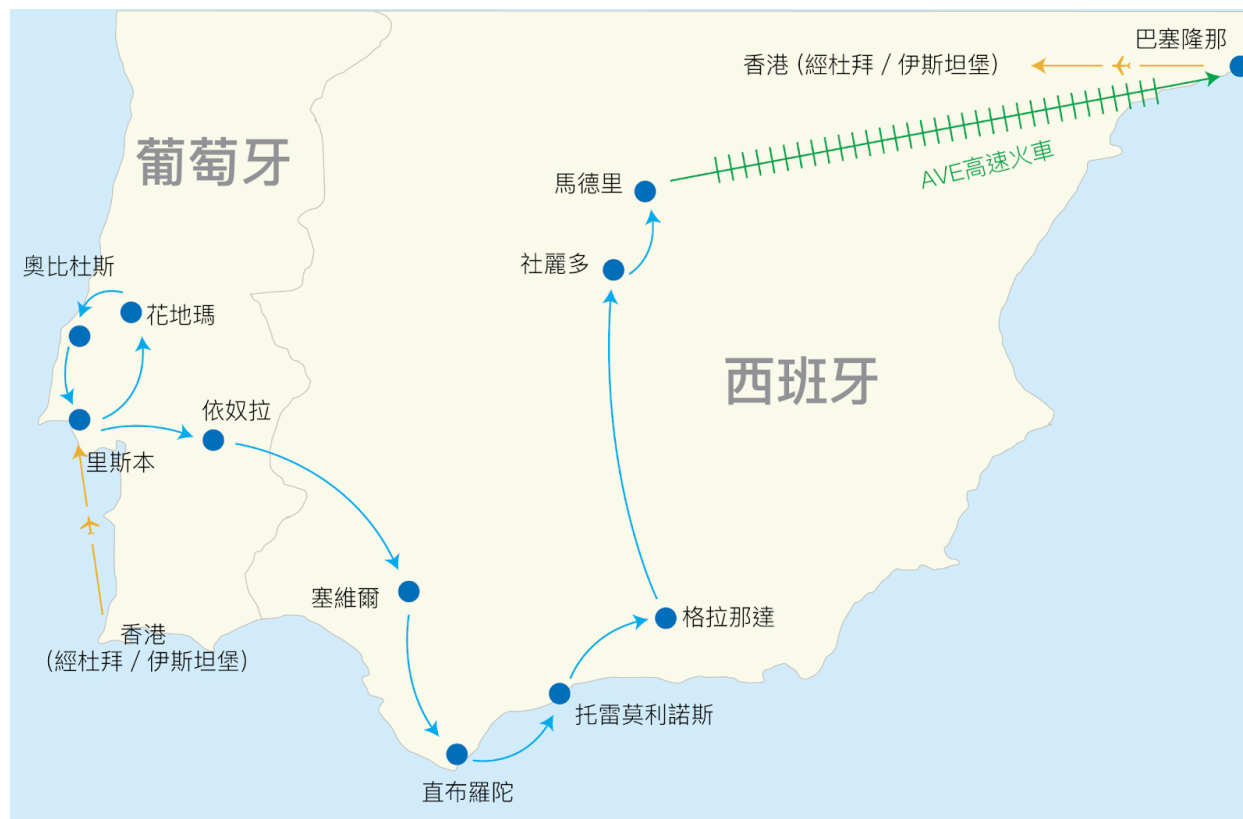 巴塞隆那
香港 (經杜拜 / 伊斯坦堡)
葡萄牙
AVE高速火車
馬德里
奧比杜斯
社麗多
花地瑪
西班牙
依奴拉
里斯本
塞維爾
格拉那達
香港
(經杜拜 / 伊斯坦堡)
托雷莫利諾斯
直布羅陀